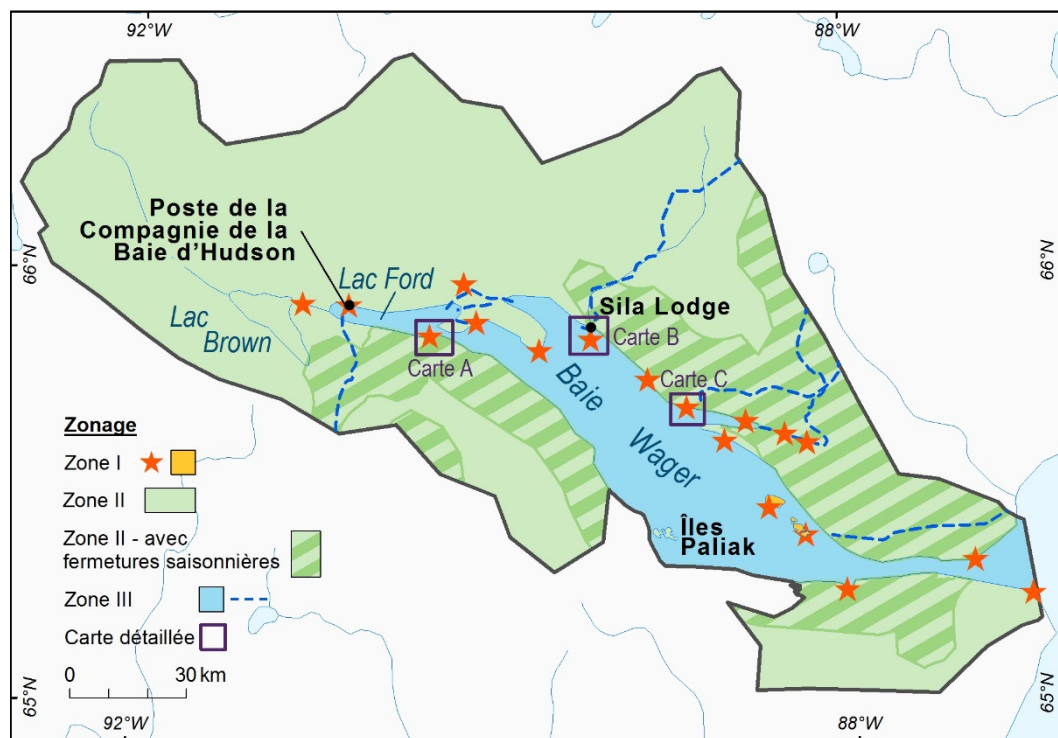 92°W
88°W
66°N
66°N
Poste de la
Compagnie de la
Baie d'Hudson
Lac Ford
Lac
Brown
Sila Lodge
Carte B
Carte A
Carte C
Baie
Wager
Îles
Paliak
Zonage
Zone I
Zone II
Zone II - avec
fermetures saisonnières
Zone III
Carte détaillée
0 30 km
65°N
65°N
92°W
88°W